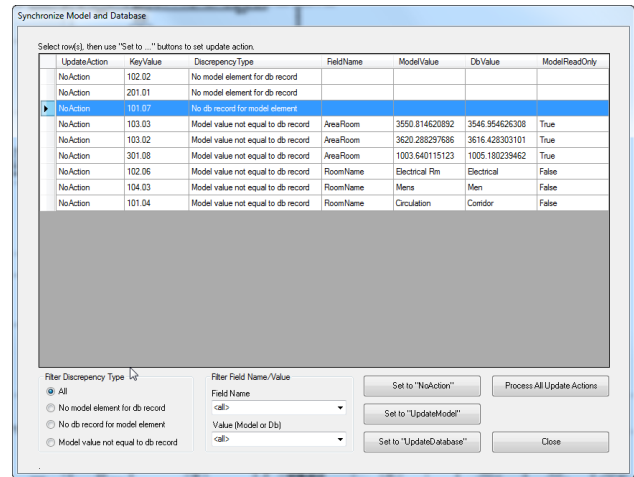 Synchronize Model and Database
Select row(s), then use "Set to ..." buttons to set update action.
UpdateAction KeyValue DiscrepencyType FieldName ModelValue DbValue ModelReadOnly
NoAction 102.02 No model element for db record
NoAction 201.01 No model element for db record
NoAction 101.07 No db record for model element
NoAction 103.03 Model value not equal to db record AreaRoom 3550.814620892 3546.954626308 True
NoAction 103.02 Model value not equal to db record AreaRoom 3620.288297686 3616.428303101 True
NoAction 301.08 Model value not equal to db record AreaRoom 1003.640115123 1005.180239462 True
NoAction 102.06 Model value not equal to db record RoomName Electrical Rm Electrical False
NoAction 104.03 Model value not equal to db record RoomName Mens Men False
NoAction 101.04 Model value not equal to db record RoomName Circulation Corridor False
Filter Discrepency Type
All
No model element for db record
No db record for model element
Model value not equal to db record
Filter Field Name/Value
Field Name
<all>
Value (Model or Db)
<all>
Set to "NoAction"
Set to "UpdateModel"
Set to "UpdateDatabase"
Process All Update Actions
Close
.